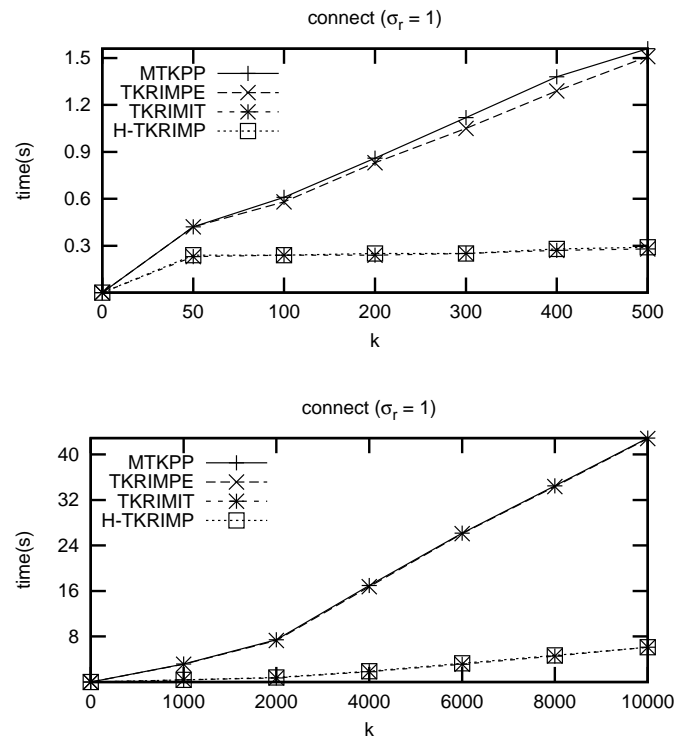 connect (σr = 1)
1.5
1.2
0.9
0.6
0.3
time(s)
MTKPP
TKRIMPE
TKRIMIT
H-TKRIMP
0 50 100 200 300 400 500
k
connect (σr = 1)
40
32
24
16
8
time(s)
MTKPP
TKRIMPE
TKRIMIT
H-TKRIMP
0 1000 2000 4000 6000 8000 10000
k